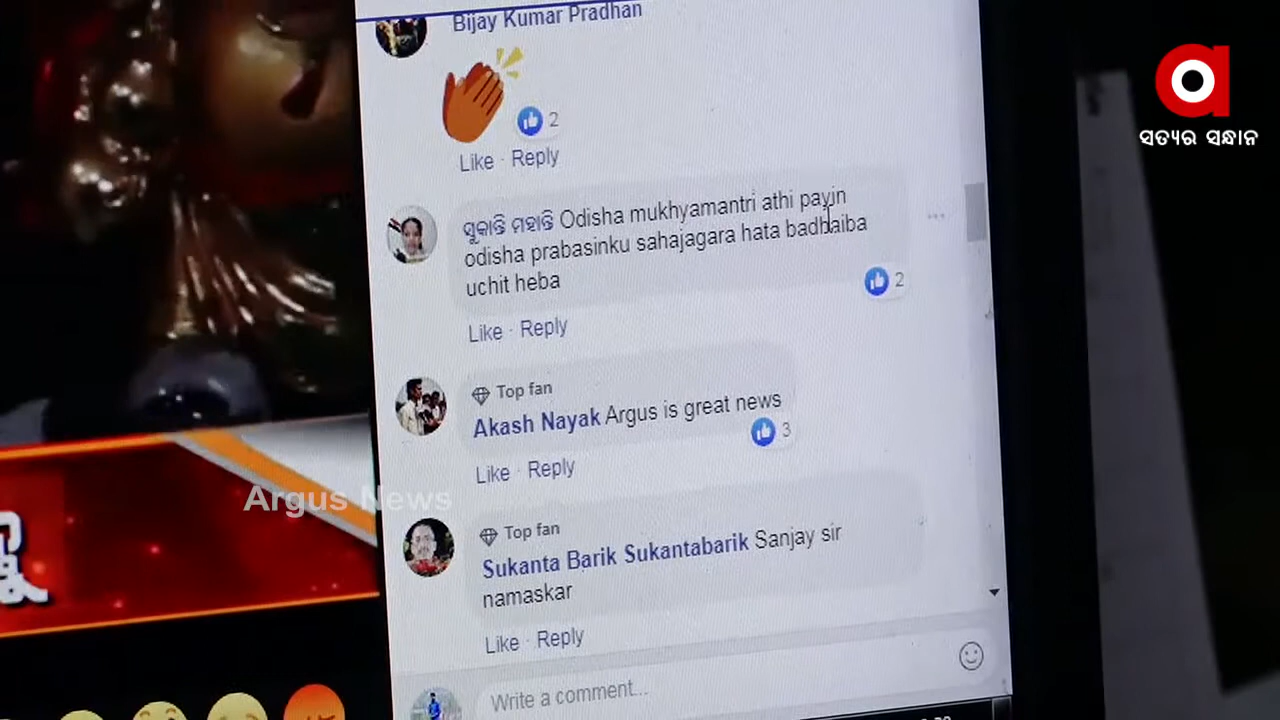 Bijay Kumar Pradhan
2
Like · Reply
ସତ୍ୟର ସନ୍ଧାନ
ସୁକାନ୍ତି ମହାନ୍ତି Odisha mukhyamantri athi payin
odisha prabasinku sahajagara hata badhaiba
uchit heba
2
Like · Reply
Top fan
Akash Nayak Argus is great news
3
Like · Reply
Argus News
Top fan
Sukanta Barik Sukantabarik Sanjay sir
namaskar
Like · Reply
Write a comment...